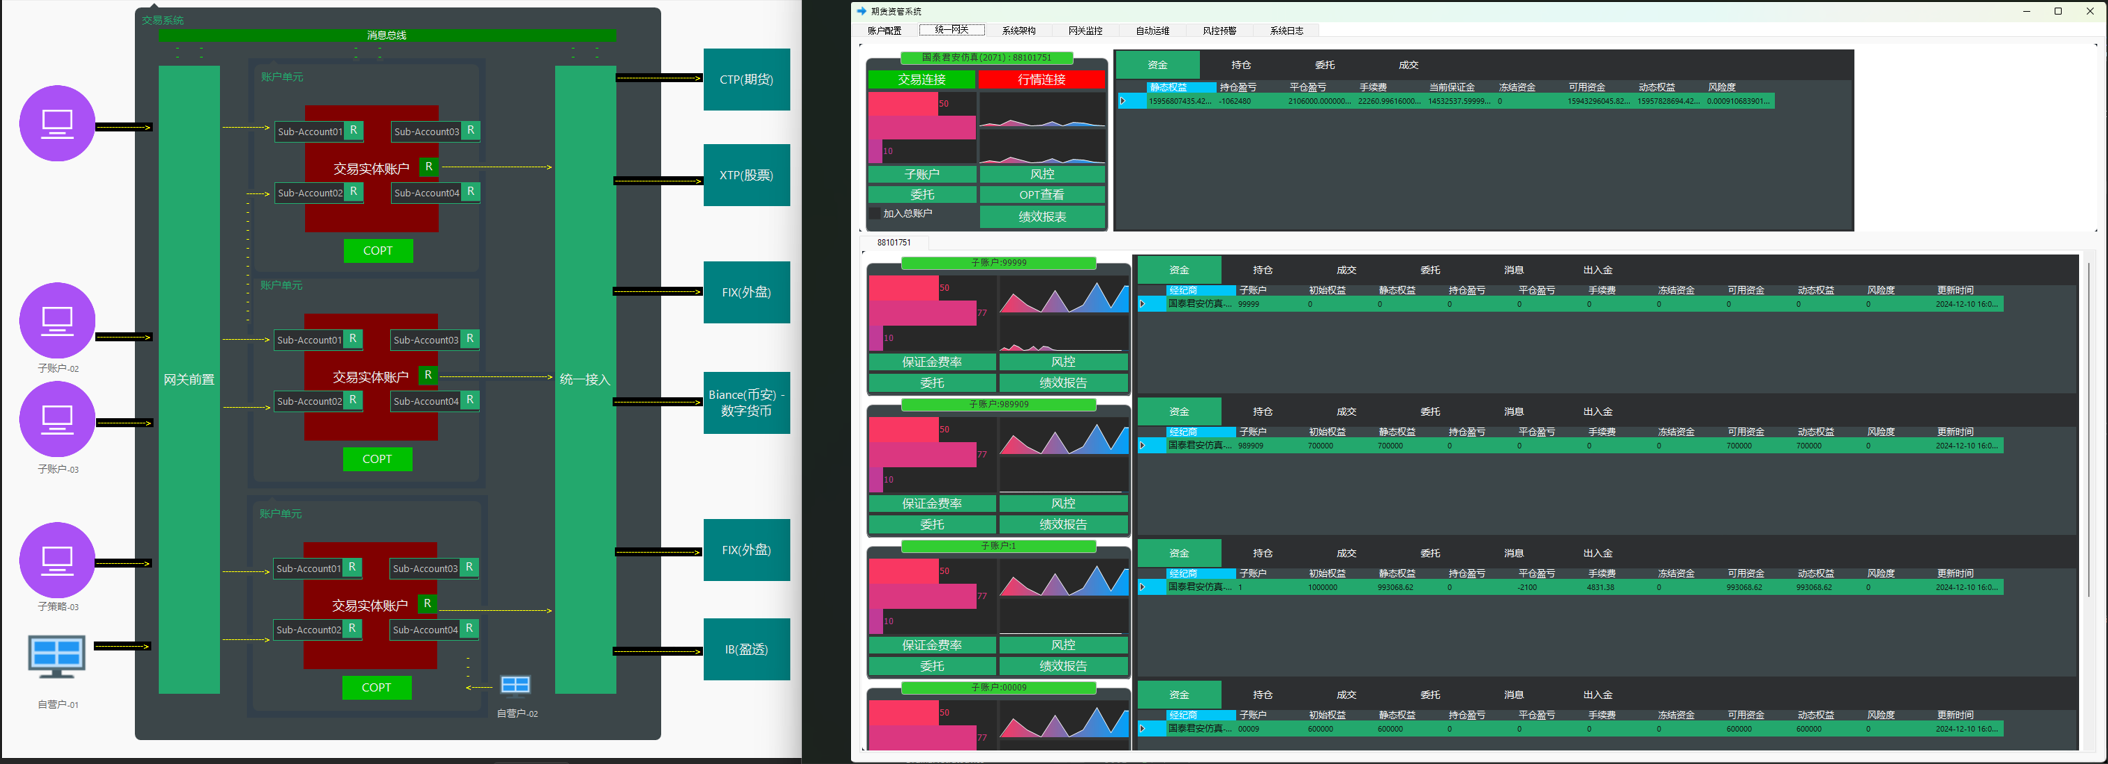 交易系统
消息总线
网关前置
统一接入
账户单元
Sub-Account01 R
Sub-Account03 R
交易实体账户 R
Sub-Account02 R
Sub-Account04 R
COPT
账户单元
Sub-Account01 R
Sub-Account03 R
交易实体账户 R
Sub-Account02 R
Sub-Account04 R
COPT
账户单元
Sub-Account01 R
Sub-Account03 R
交易实体账户 R
Sub-Account02 R
Sub-Account04 R
COPT
子账户-02
子账户-03
子策略-03
自营户-01
自营户-02
CTP(期货)
XTP(股票)
FIX(外盘)
Biance(币安) -
数字货币
FIX(外盘)
IB(盈透)
期货资管系统
账户配置 统一网关 系统架构 网关监控 自动运维 风控预警 系统日志
国泰君安仿真(2071) : 88101751
交易连接 行情连接
50
10
子账户 风控
委托 OPT查看
加入总账户 绩效报表
资金 持仓 委托 成交
静态权益 持仓盈亏 平仓盈亏 手续费 当前保证金 冻结资金 可用资金 动态权益 风险度
15956807435.42... -1062480 2106000.000000... 22260.99616000... 14532537.59999... 0 15943296045.82... 15957828694.42... 0.000910683901...
88101751
子账户:99999
50
77
10
保证金费率 风控
委托 绩效报告
资金 持仓 成交 委托 消息 出入金
经纪商 子账户 初始权益 静态权益 持仓盈亏 平仓盈亏 手续费 冻结资金 可用资金 动态权益 风险度 更新时间
国泰君安仿真-... 99999 0 0 0 0 0 0 0 0 0 2024-12-10 16:0...
子账户:989909
50
77
10
保证金费率 风控
委托 绩效报告
资金 持仓 成交 委托 消息 出入金
经纪商 子账户 初始权益 静态权益 持仓盈亏 平仓盈亏 手续费 冻结资金 可用资金 动态权益 风险度 更新时间
国泰君安仿真-... 989909 700000 700000 0 0 0 0 700000 700000 0 2024-12-10 16:0...
子账户:1
50
77
10
保证金费率 风控
委托 绩效报告
资金 持仓 成交 委托 消息 出入金
经纪商 子账户 初始权益 静态权益 持仓盈亏 平仓盈亏 手续费 冻结资金 可用资金 动态权益 风险度 更新时间
国泰君安仿真-... 1 1000000 993068.62 0 -2100 4831.38 0 993068.62 993068.62 0 2024-12-10 16:0...
子账户:00009
50
77
资金 持仓 成交 委托 消息 出入金
经纪商 子账户 初始权益 静态权益 持仓盈亏 平仓盈亏 手续费 冻结资金 可用资金 动态权益 风险度 更新时间
国泰君安仿真-... 00009 600000 600000 0 0 0 0 600000 600000 0 2024-12-10 16:0...